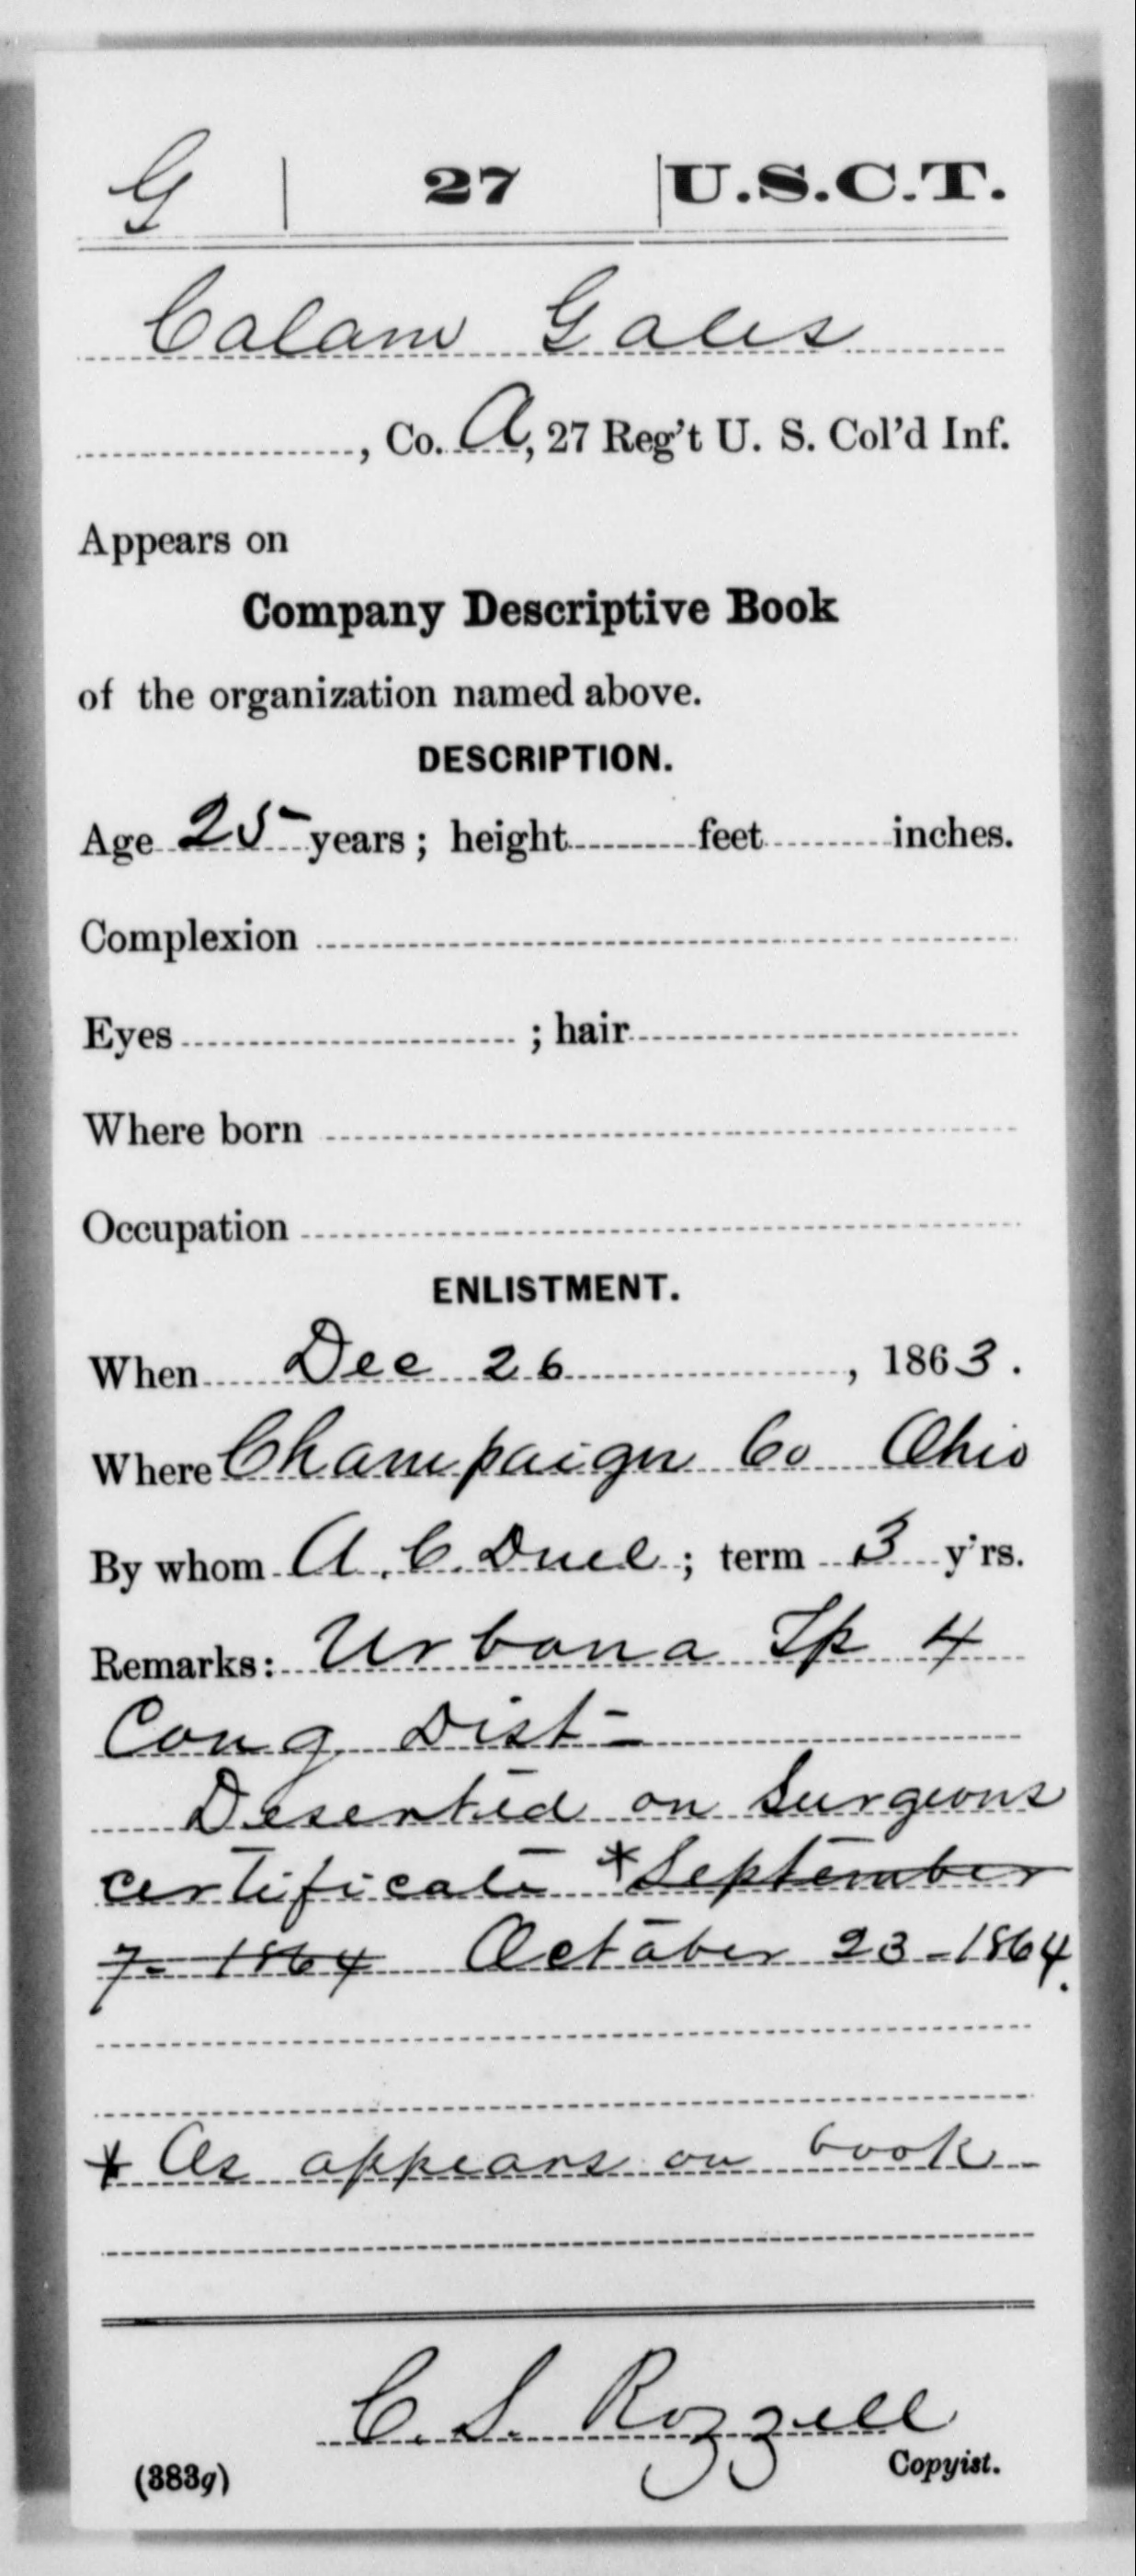 G | 27 | U.S.C.T.
Calam Gales
, Co. A, 27 Reg't U. S. Col'd Inf.
Appears on
Company Descriptive Book
of the organization named above.
DESCRIPTION.
Age 25 years; height feet inches.
Complexion
Eyes ; hair
Where born
Occupation
ENLISTMENT.
When Dec 26, 1863.
Where Champaign Co Ohio
By whom A. C. Duel; term 3 y'rs.
Remarks: Urbana Tp 4
Cong Dist-
Deserted on Surgeons
certificate *September
7- 1864 October 23-1864.
* As appears on book
C. S. Rozzell
Copyist.
(383g)